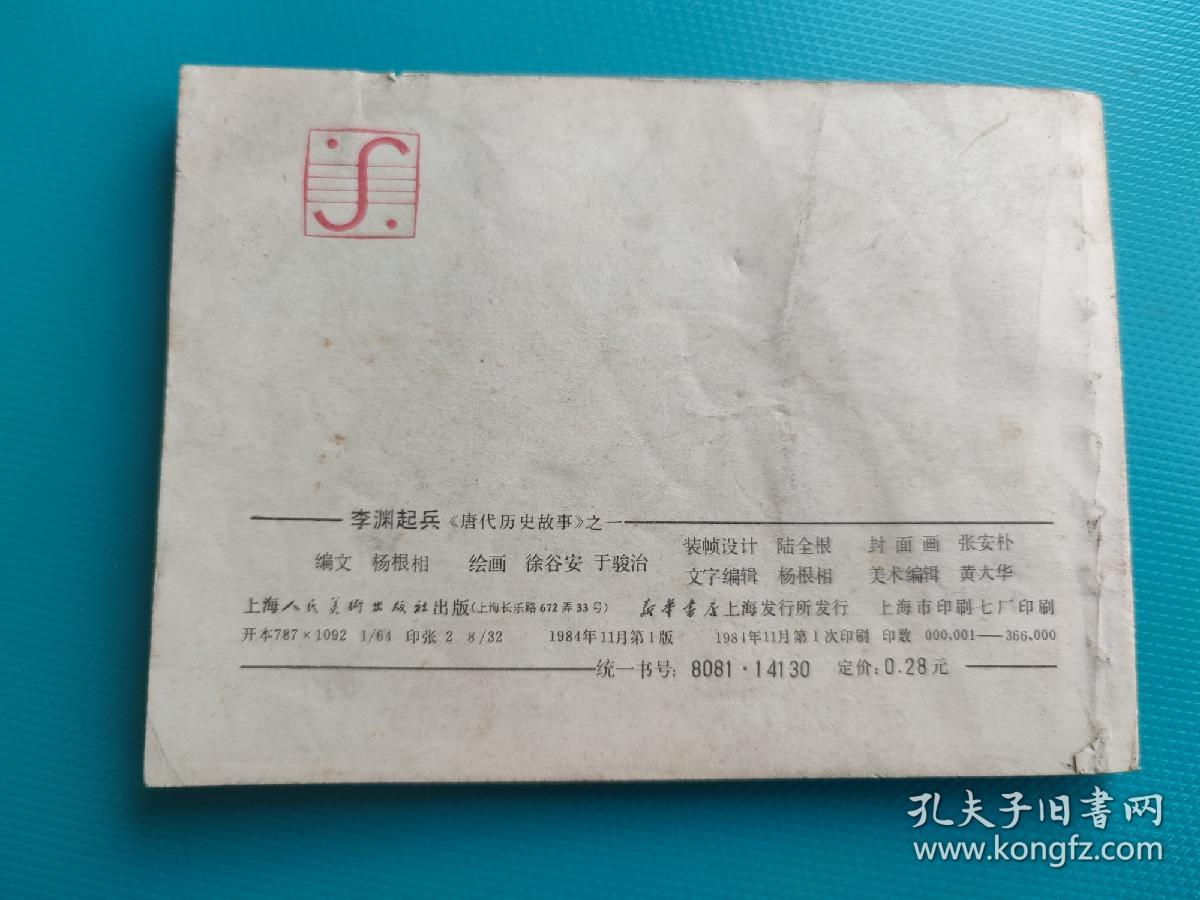 李渊起兵《唐代历史故事》之一
编文 杨根相 绘画 徐谷安 于骏治
装帧设计 陆全根 封面画 张安朴
文字编辑 杨根相 美术编辑 黄大华
上海人民美術出版社出版(上海长乐路672弄33号) 新华書店上海发行所发行 上海市印刷七厂印刷
开本787×1092 1/64 印张2 8/32 1984年11月第1版 1984年11月第1次印刷 印数 000,001—366,000
统一书号:8081·14130 定价:0.28元
孔夫子旧書网
www.kongfz.com